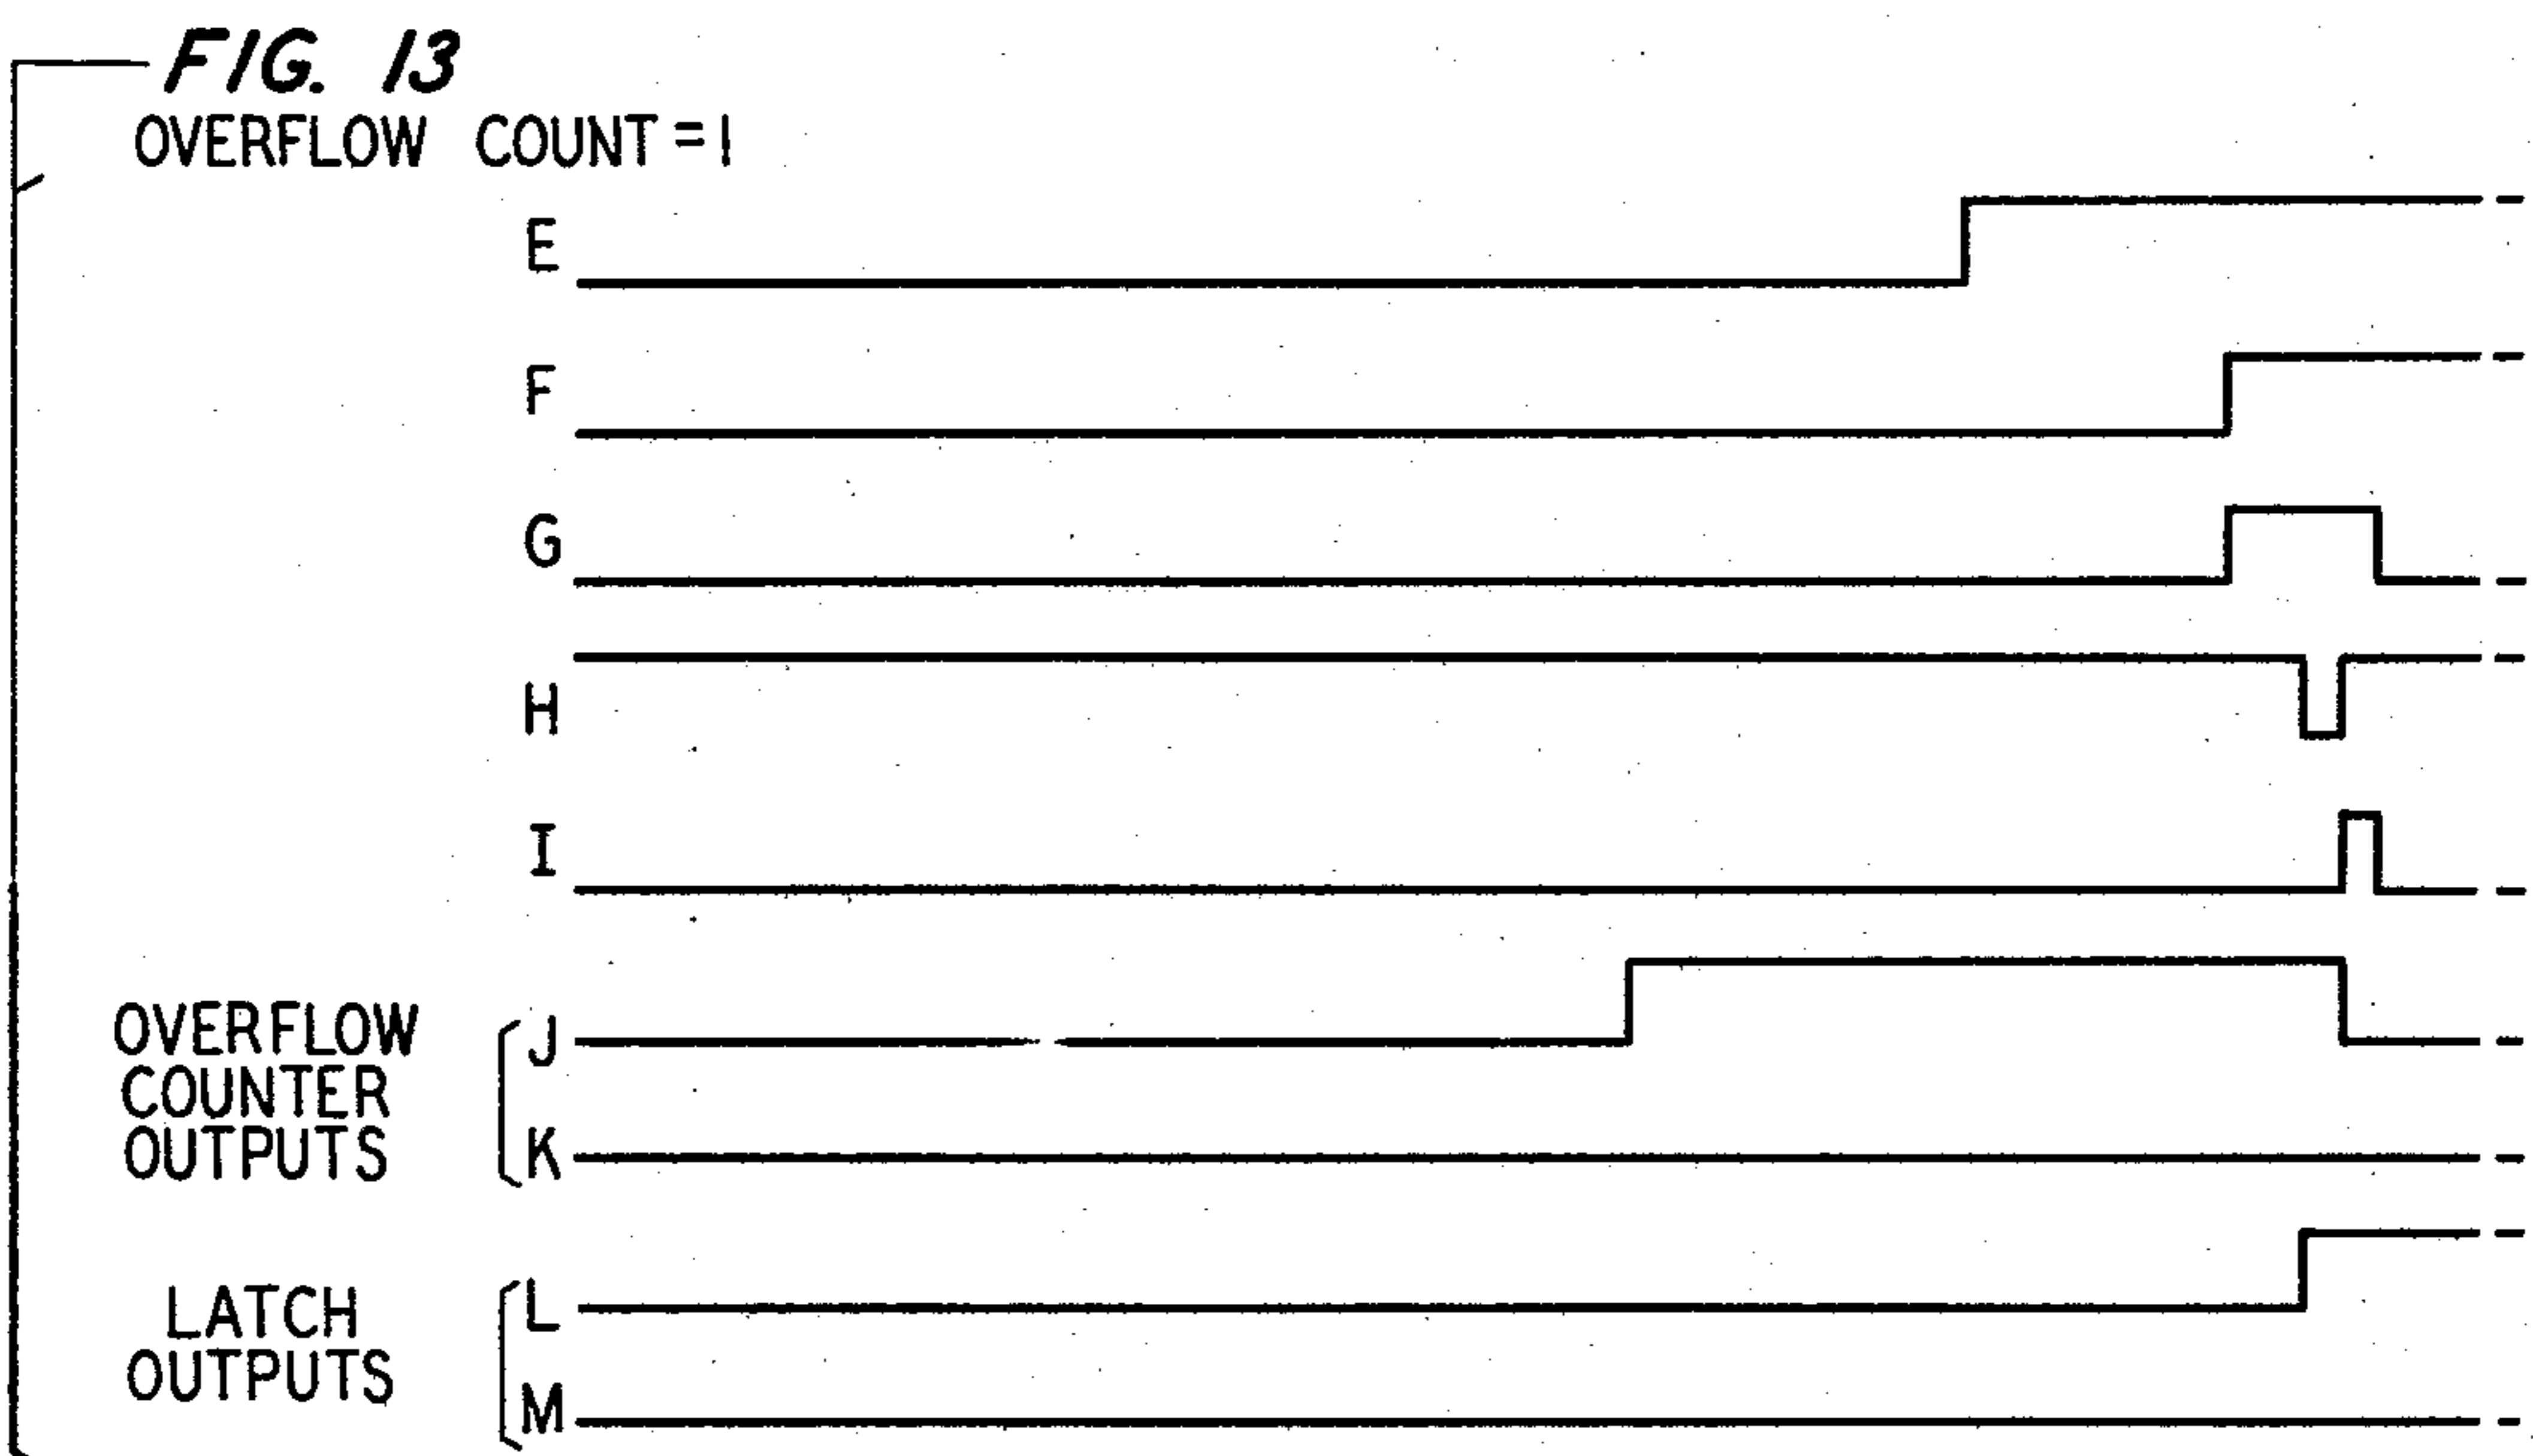 FIG. 13
OVERFLOW COUNT = 1
E
F
G
H
I
OVERFLOW
COUNTER
OUTPUTS
J
K
LATCH
OUTPUTS
L
M